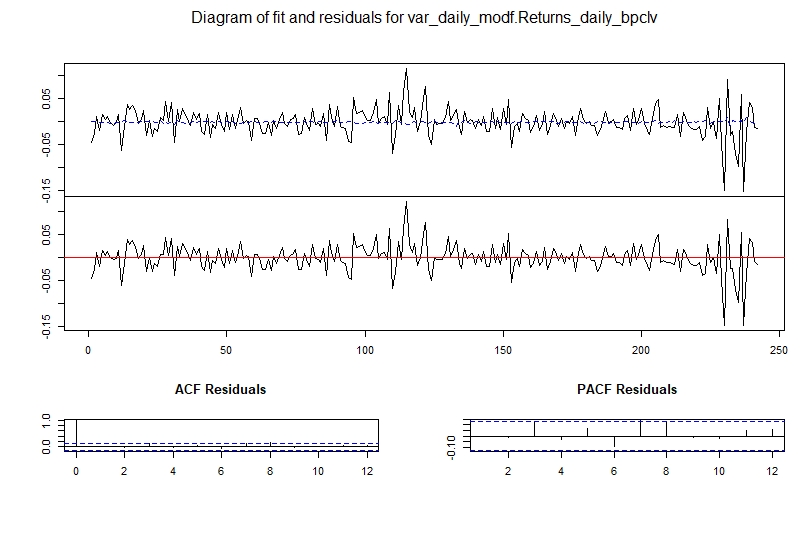 Diagram of fit and residuals for var_daily_modf.Returns_daily_bpclv
0.05
-0.05
-0.15
0.05
-0.05
-0.15
0 50 100 150 200 250
ACF Residuals
PACF Residuals
1.0
0.0
-0.10
0 2 4 6 8 10 12
2 4 6 8 10 12